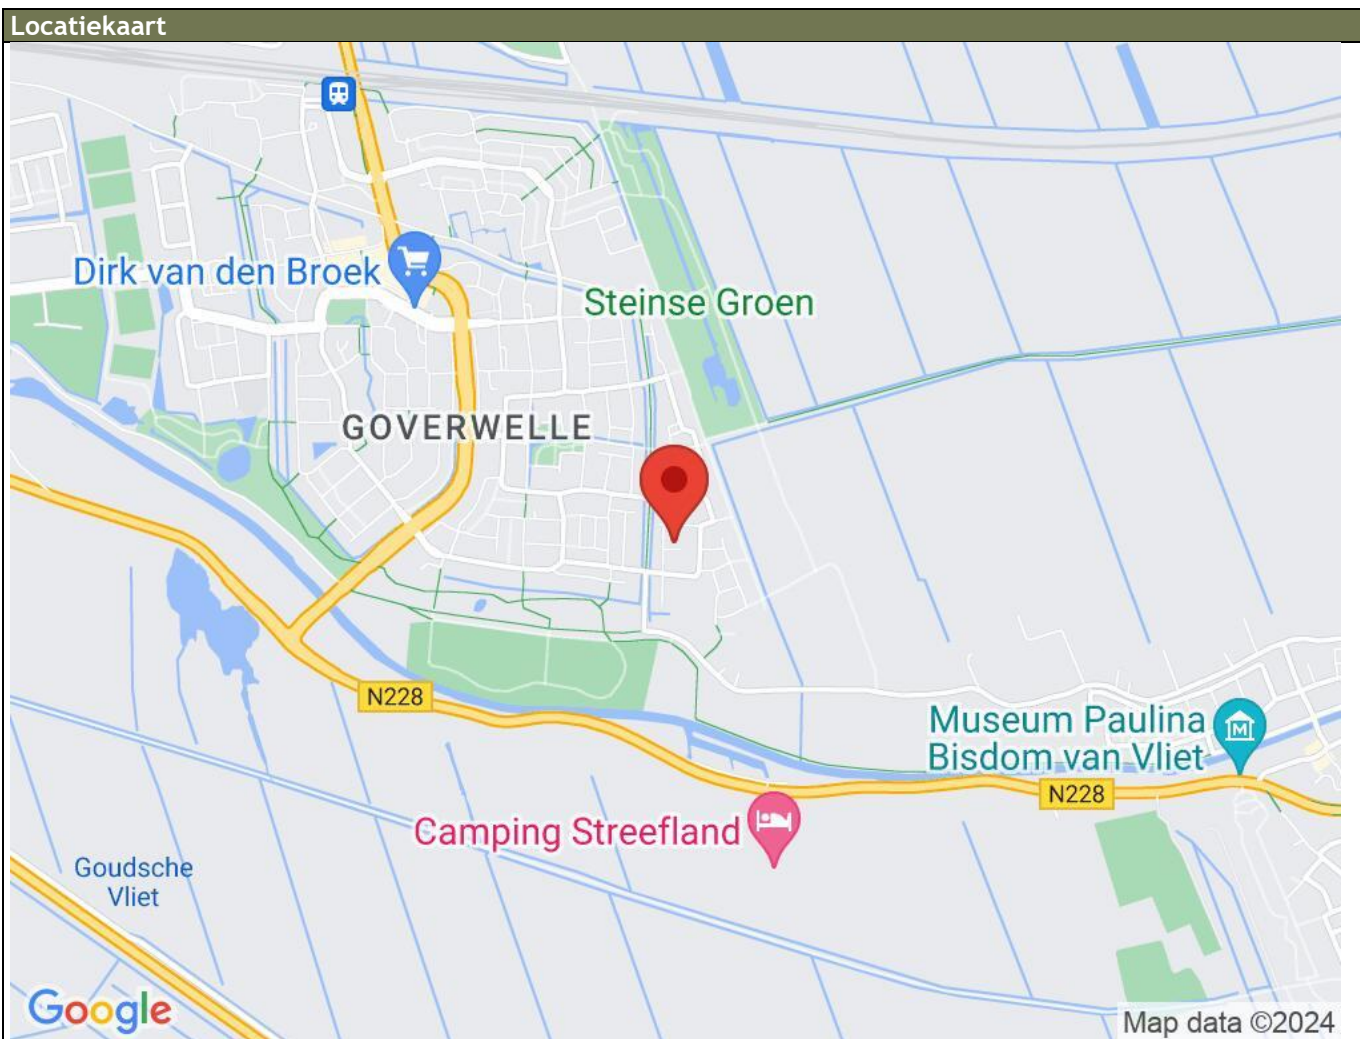 Locatiekaart
Dirk van den Broek
Steinse Groen
GOVERWELLE
N228
Museum Paulina
Bisdom van Vliet
N228
Camping Streefland
Goudsche
Vliet
Google
Map data ©2024